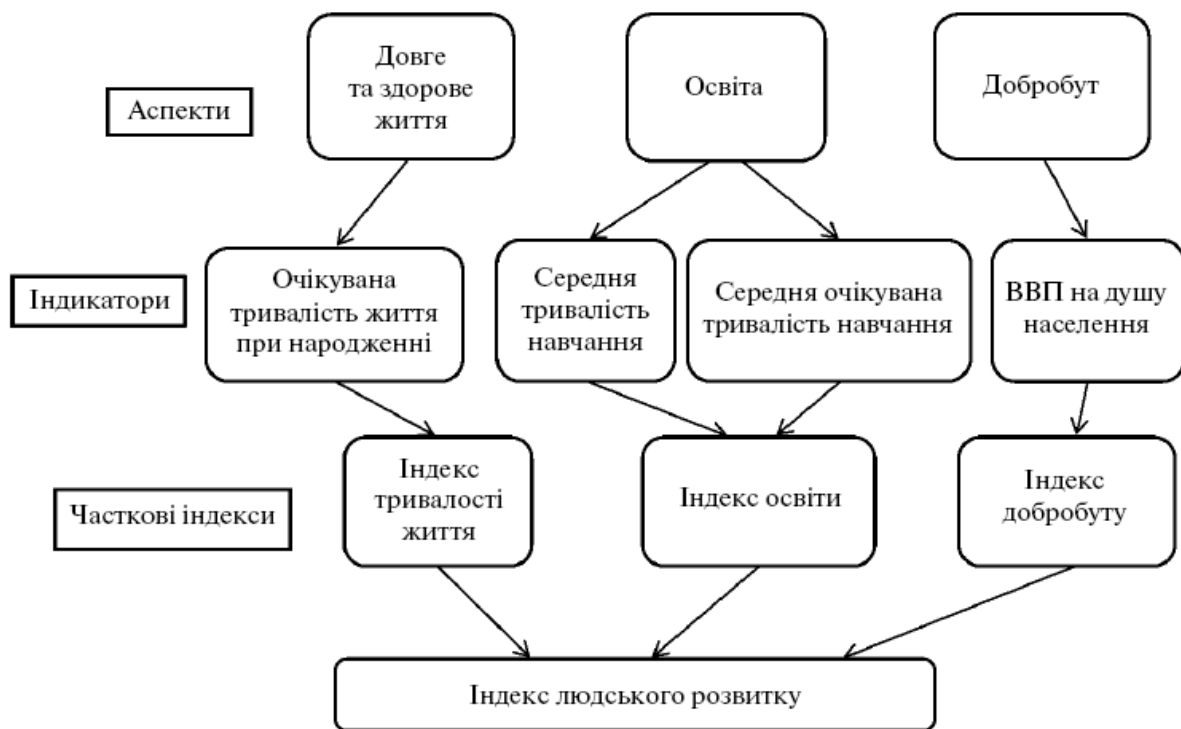 Аспекти
Довге
та здорове
життя
Освіта
Добробут
Індикатори
Очікувана
тривалість життя
при народженні
Середня
тривалість
навчання
Середня очікувана
тривалість навчання
ВВП на душу
населення
Часткові індекси
Індекс
тривалості
життя
Індекс освіти
Індекс
добробуту
Індекс людського розвитку